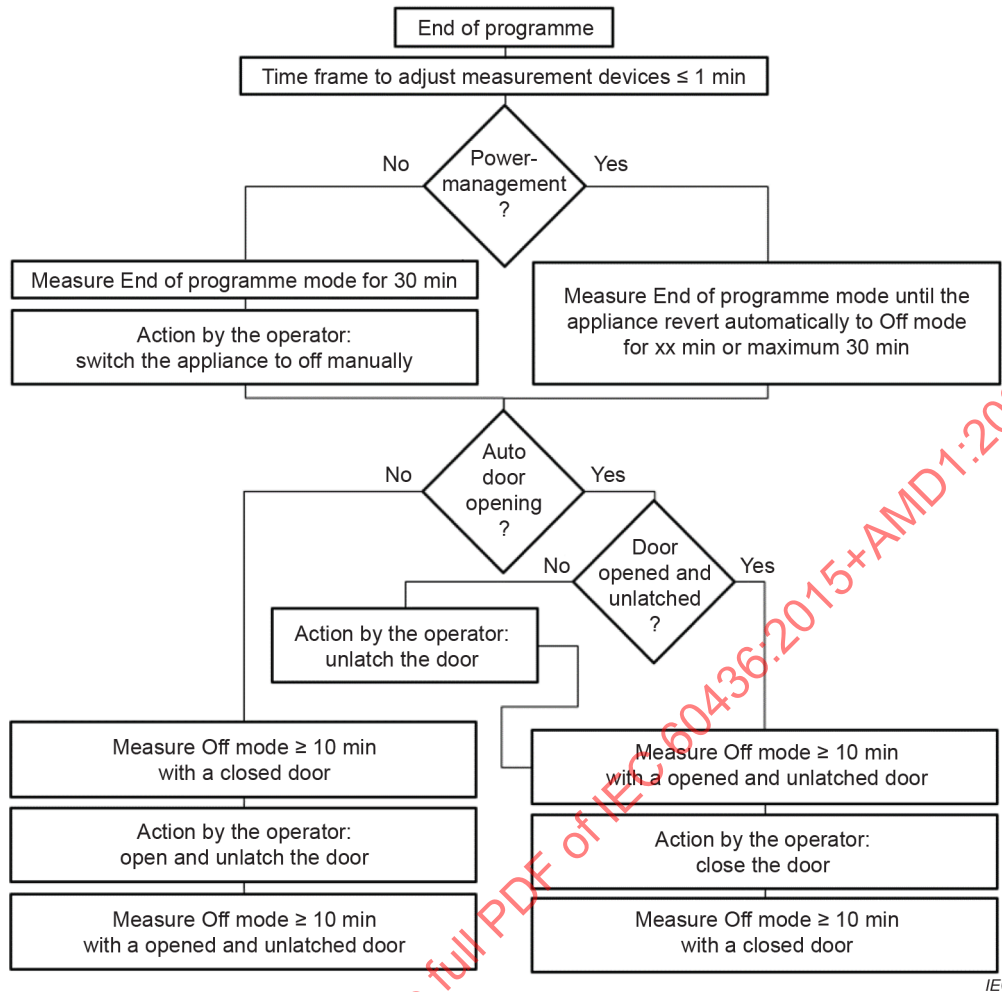 End of programme
Time frame to adjust measurement devices ≤ 1 min
Power-
management
?
No
Yes
Measure End of programme mode for 30 min
Action by the operator:
switch the appliance to off manually
Measure End of programme mode until the
appliance revert automatically to Off mode
for xx min or maximum 30 min
Auto
door
opening
?
No
Yes
Door
opened and
unlatched
?
No
Yes
Action by the operator:
unlatch the door
Measure Off mode ≥ 10 min
with a closed door
Action by the operator:
open and unlatch the door
Measure Off mode ≥ 10 min
with a opened and unlatched door
Measure Off mode ≥ 10 min
with a opened and unlatched door
Action by the operator:
close the door
Measure Off mode ≥ 10 min
with a closed door
full PDF of IEC 60436:2015+AMD1:20